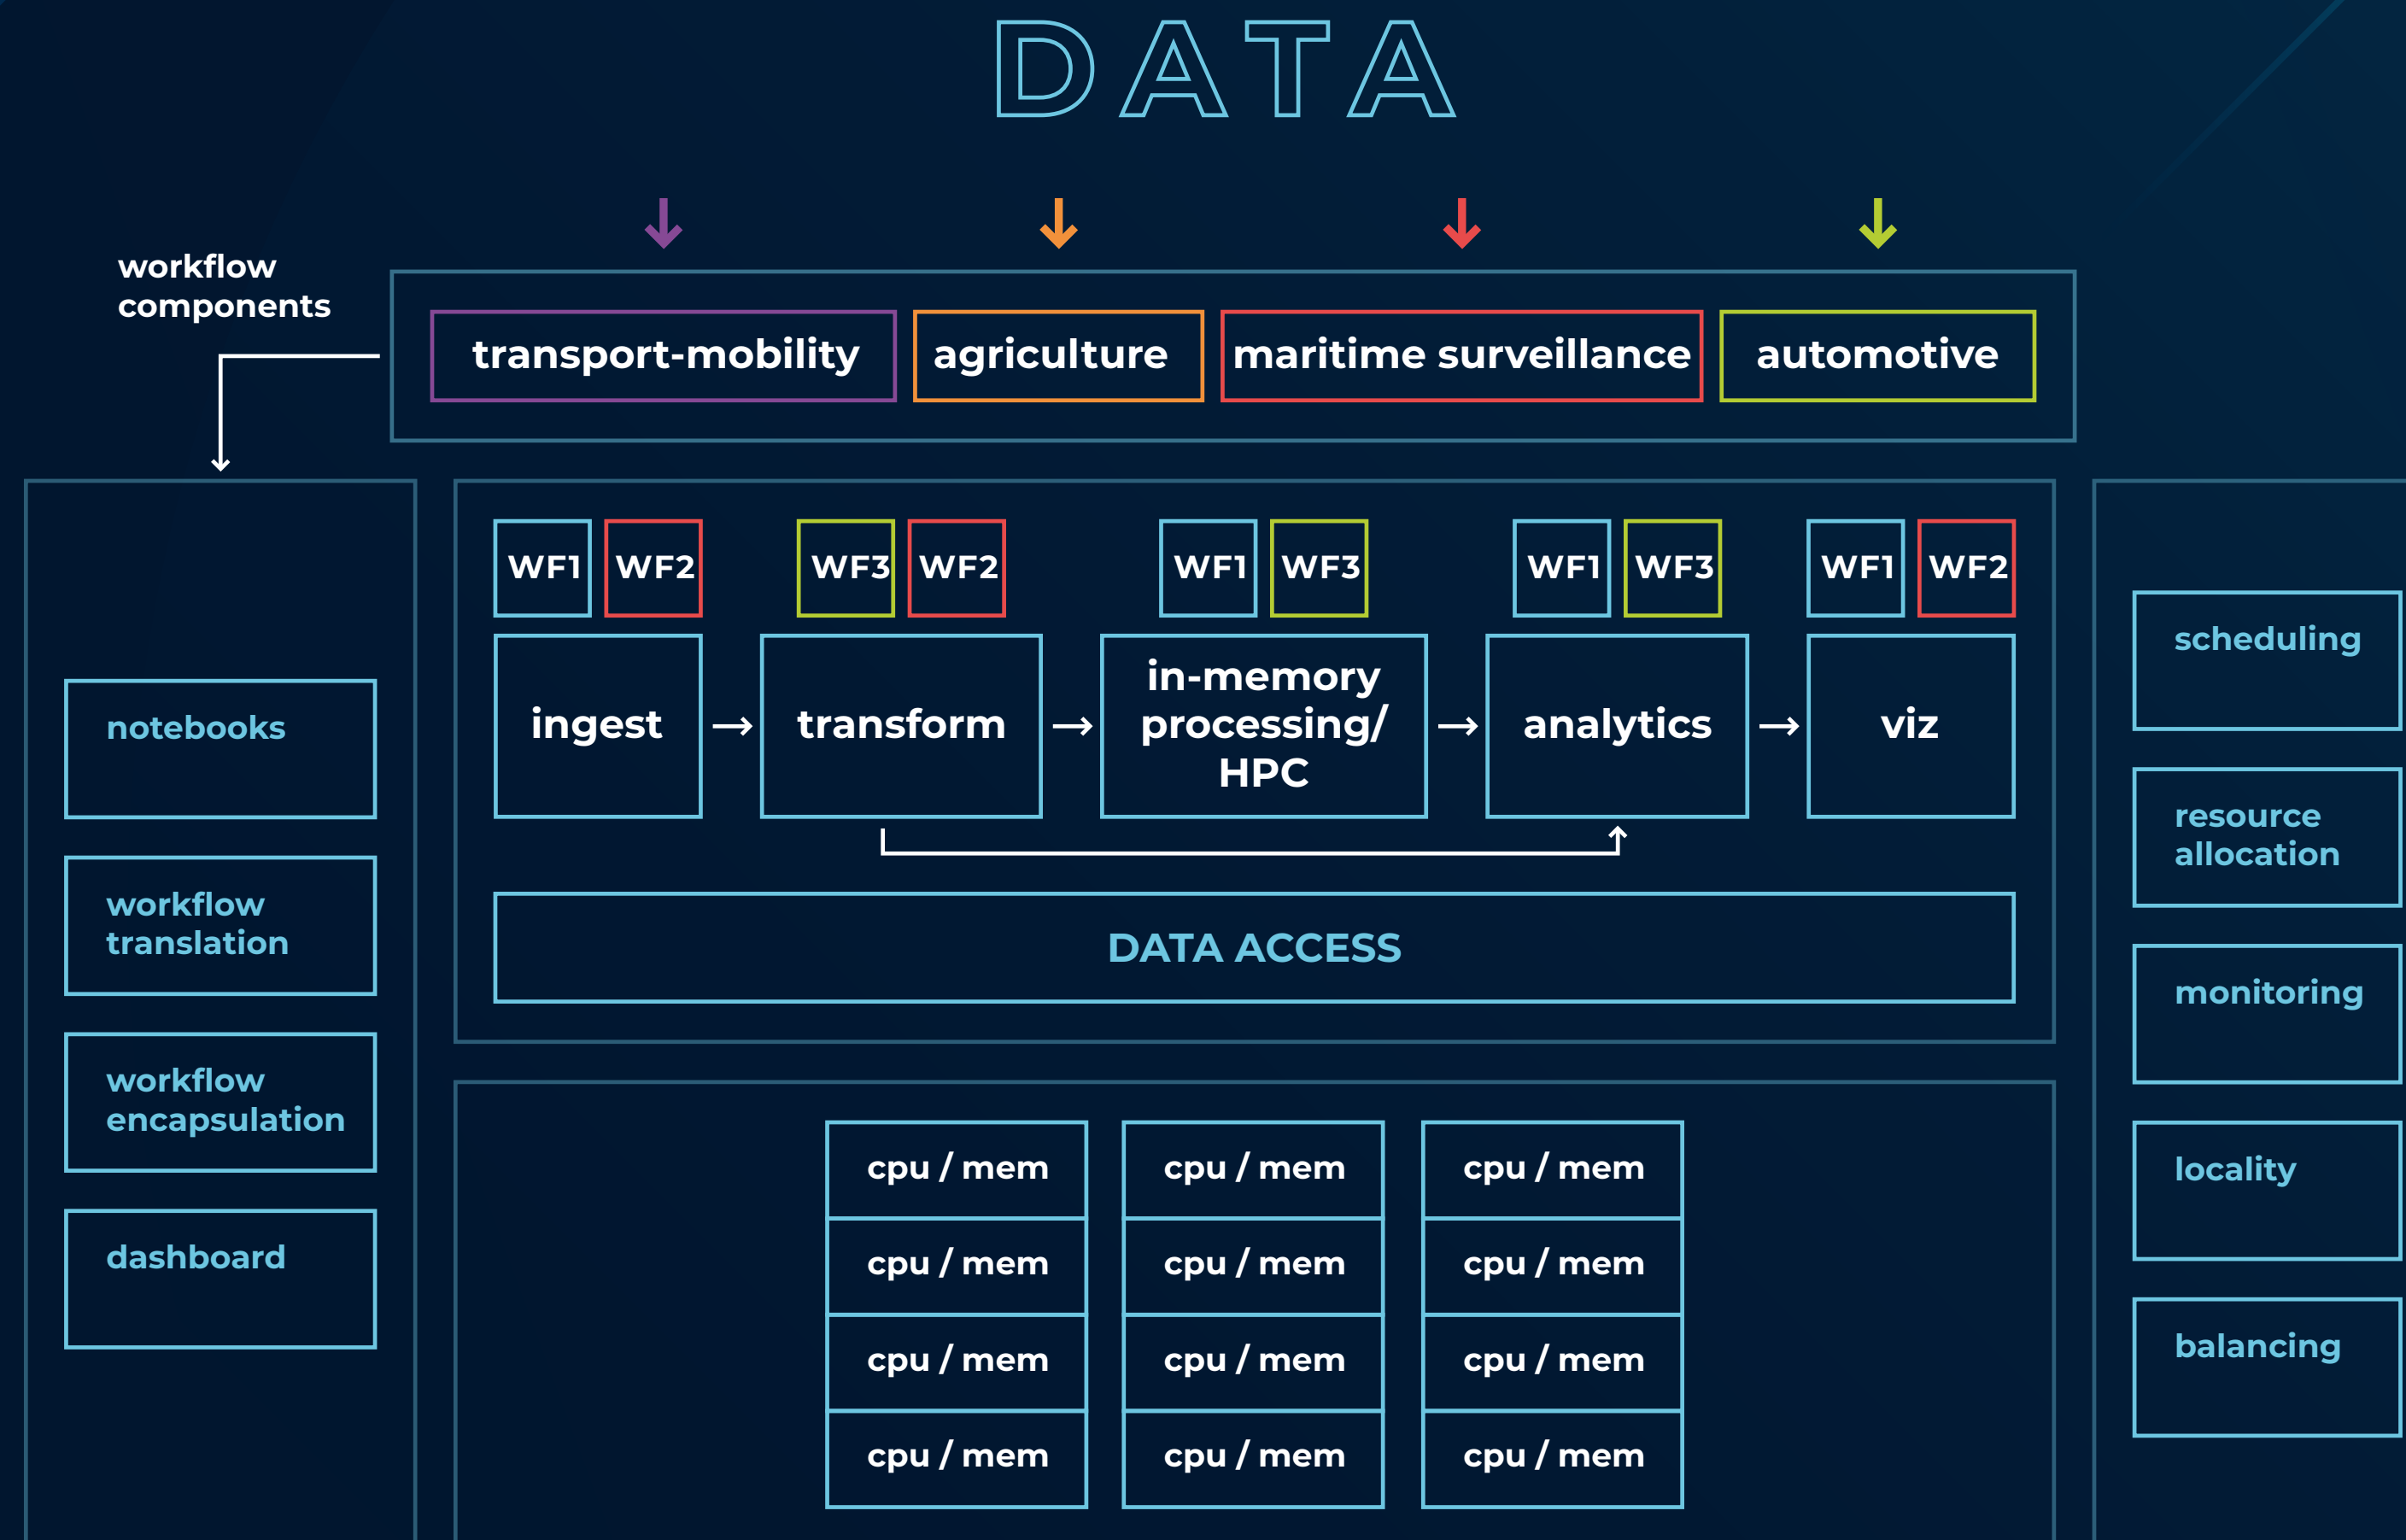 DATA
workflow
components
transport-mobility
agriculture
maritime surveillance
automotive
notebooks
workflow
translation
workflow
encapsulation
dashboard
WF1
WF2
WF3
WF2
WF1
WF3
WF1
WF3
WF1
WF2
ingest
transform
in-memory
processing/
HPC
analytics
viz
DATA ACCESS
cpu / mem
cpu / mem
cpu / mem
cpu / mem
cpu / mem
cpu / mem
cpu / mem
cpu / mem
cpu / mem
cpu / mem
cpu / mem
cpu / mem
scheduling
resource
allocation
monitoring
locality
balancing